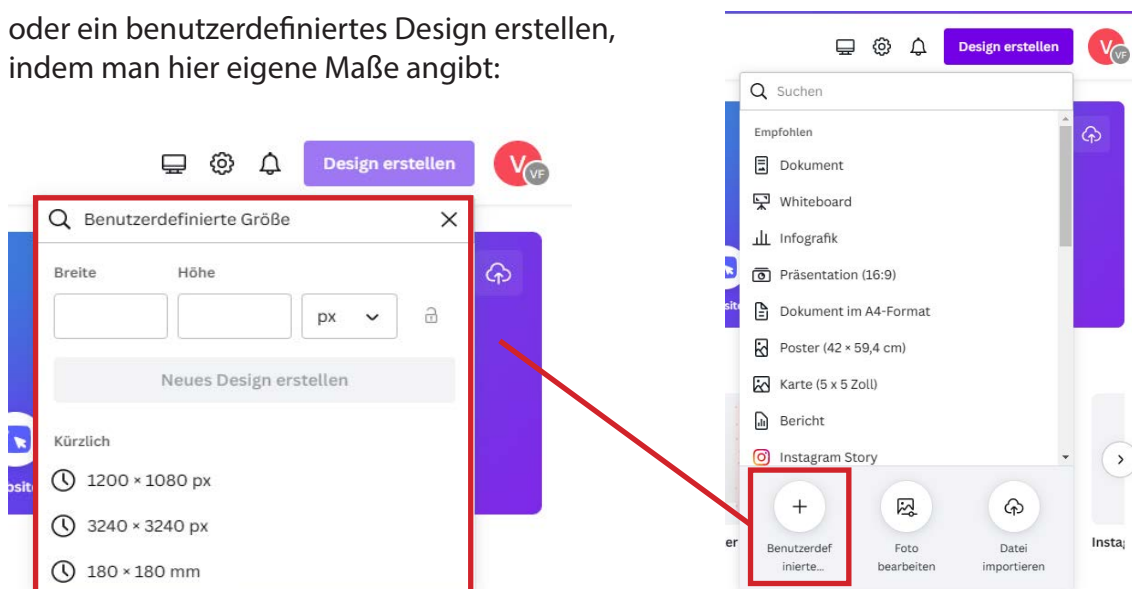 oder ein benutzerdefiniertes Design erstellen,
indem man hier eigene Maße angibt:
Design erstellen
V
VF
Benutzerdefinierte Größe
Breite
Höhe
px
Neues Design erstellen
Kürzlich
1200 × 1080 px
3240 × 3240 px
180 × 180 mm
Design erstellen
V
VF
Suchen
Empfohlen
Dokument
Whiteboard
Infografik
Präsentation (16:9)
Dokument im A4-Format
Poster (42 × 59,4 cm)
Karte (5 x 5 Zoll)
Bericht
Instagram Story
Benutzerdef
inierte...
Foto
bearbeiten
Datei
importieren